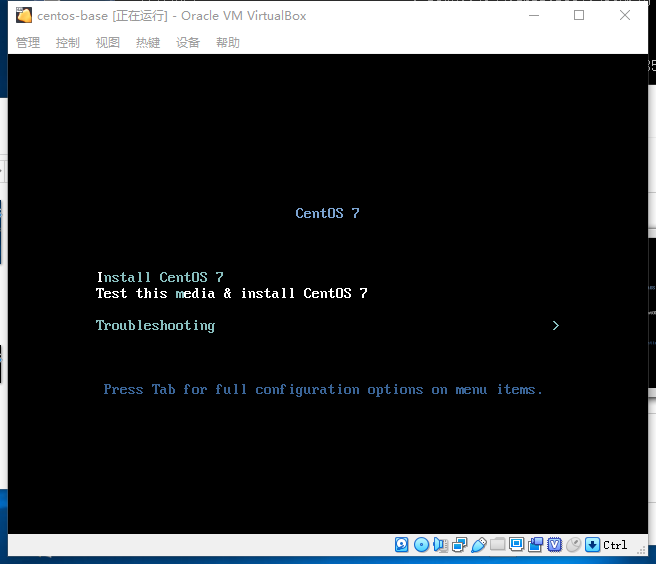 centos-base [正在运行] - Oracle VM VirtualBox
管理 控制 视图 热键 设备 帮助
CentOS 7
Install CentOS 7
Test this media & install CentOS 7
Troubleshooting >
Press Tab for full configuration options on menu items.
Ctrl